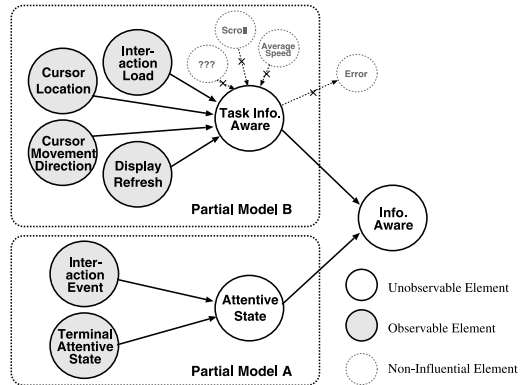 Scroll
???
Average
Speed
Error
Inter-
action
Load
Cursor
Location
Task Info.
Aware
Cursor
Movement
Direction
Display
Refresh
Partial Model B
Info.
Aware
Inter-
action
Event
Attentive
State
Terminal
Attentive
State
Partial Model A
Unobservable Element
Observable Element
Non-Influential Element